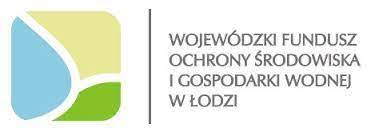 WOJEWÓDZKI FUNDUSZ
OCHRONY ŚRODOWISKA
I GOSPODARKI WODNEJ
W ŁODZI